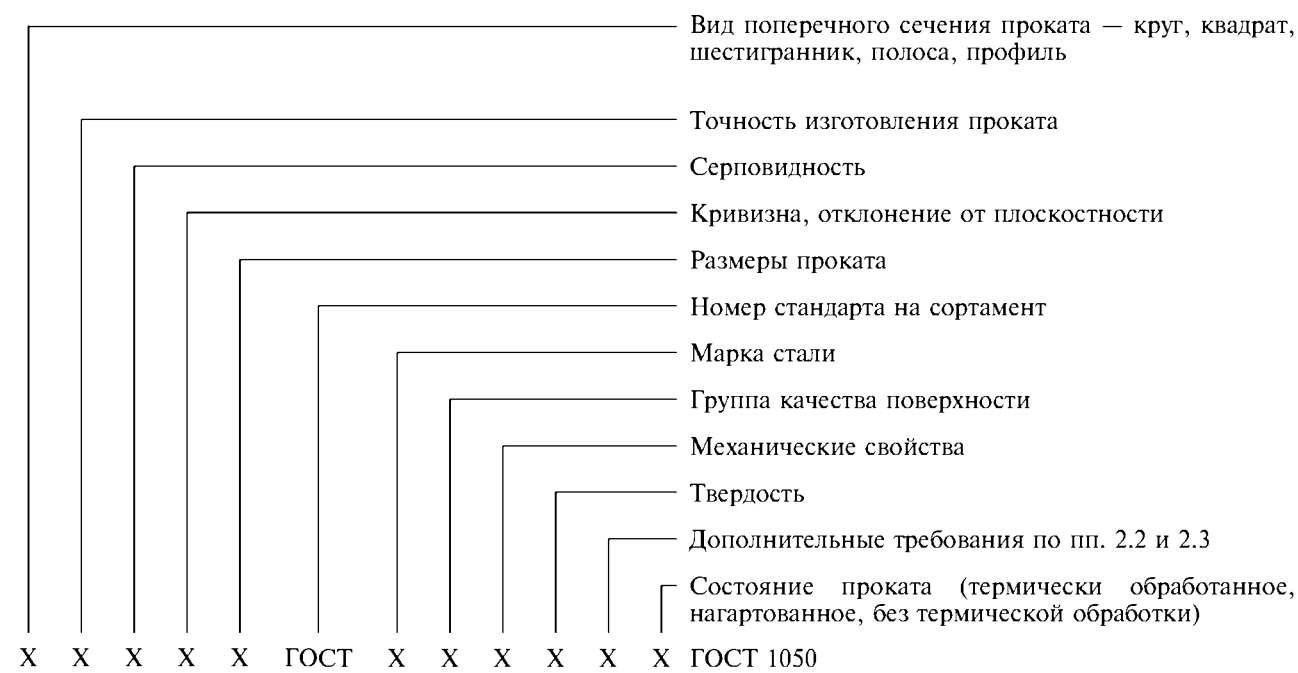 Вид поперечного сечения проката — круг, квадрат,
шестигранник, полоса, профиль
Точность изготовления проката
Серповидность
Кривизна, отклонение от плоскостности
Размеры проката
Номер стандарта на сортамент
Марка стали
Группа качества поверхности
Механические свойства
Твердость
Дополнительные требования по пп. 2.2 и 2.3
Состояние проката (термически обработанное,
нагартованное, без термической обработки)
Х Х Х Х Х ГОСТ Х Х Х Х Х Х ГОСТ 1050